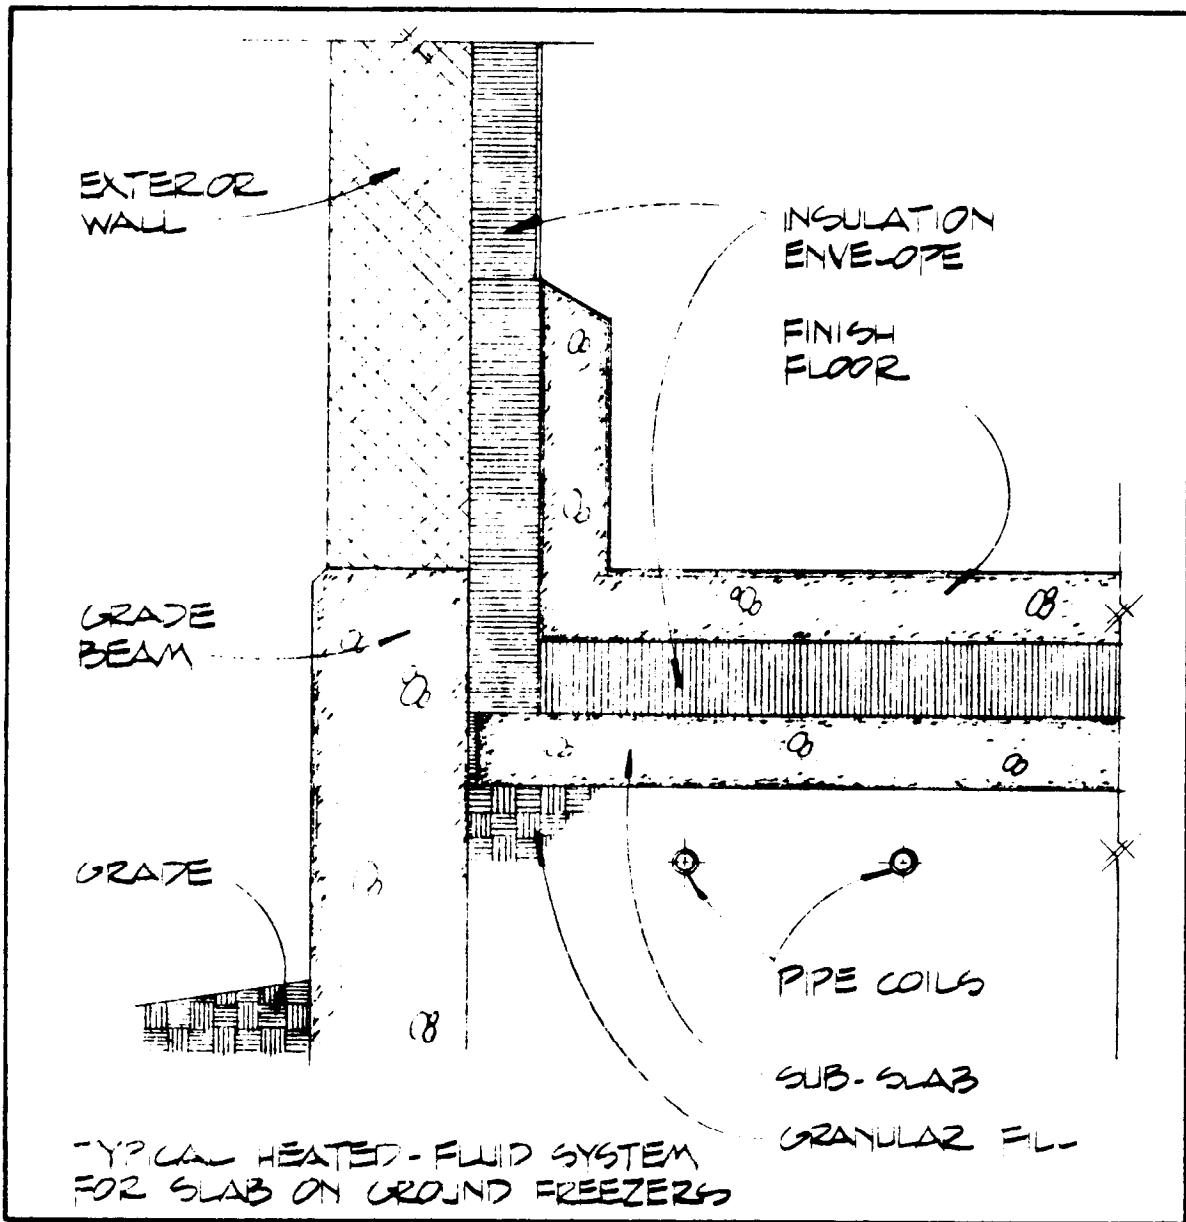 EXTERIOR
WALL
INSULATION
ENVELOPE
FINISH
FLOOR
GRADE
BEAM
GRADE
PIPE COILS
SUB-SLAB
GRANULAR FILL
TYPICAL HEATED-FLUID SYSTEM
FOR SLAB ON GROUND FREEZERS